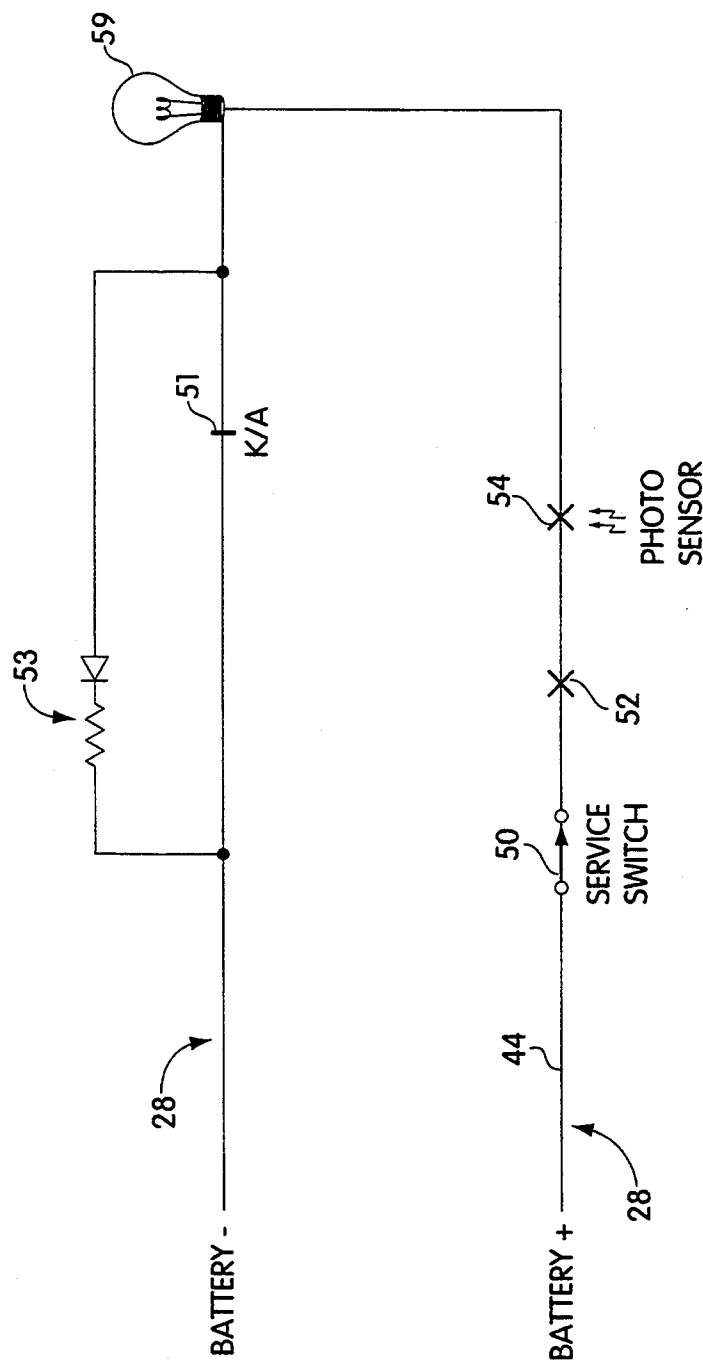 59
51
K/A
53
28
BATTERY -
54
PHOTO
SENSOR
52
50
SERVICE
SWITCH
44
28
BATTERY +